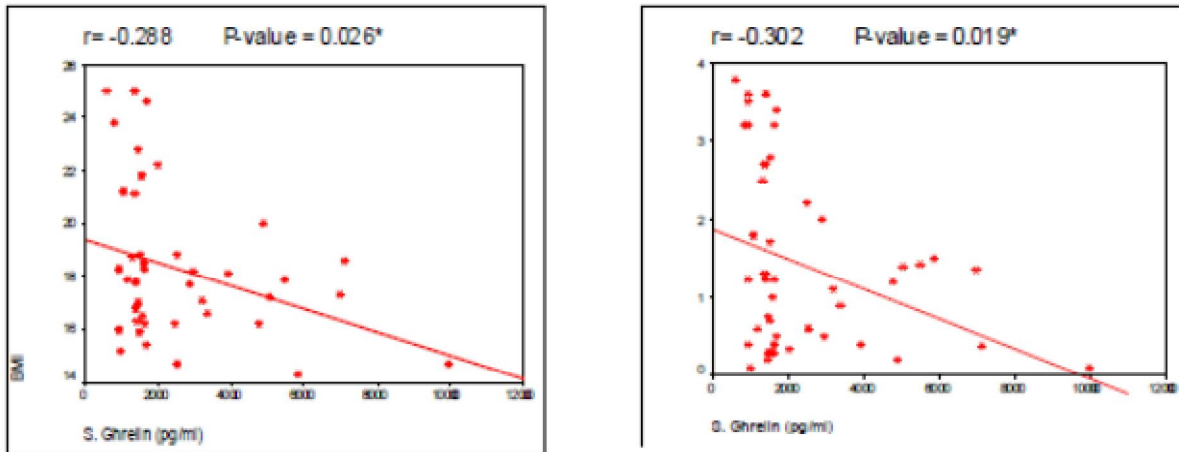 r= -0.288 P-value = 0.026*
26
24
22
20
18
16
14
BMI
0 2000 4000 6000 8000 10000 12000
S. Ghrelin (pg/ml)
r=-0.302 P-value = 0.019*
4
3
2
1
0
0 2000 4000 6000 8000 10000 12000
S. Ghrelin (pg/ml)